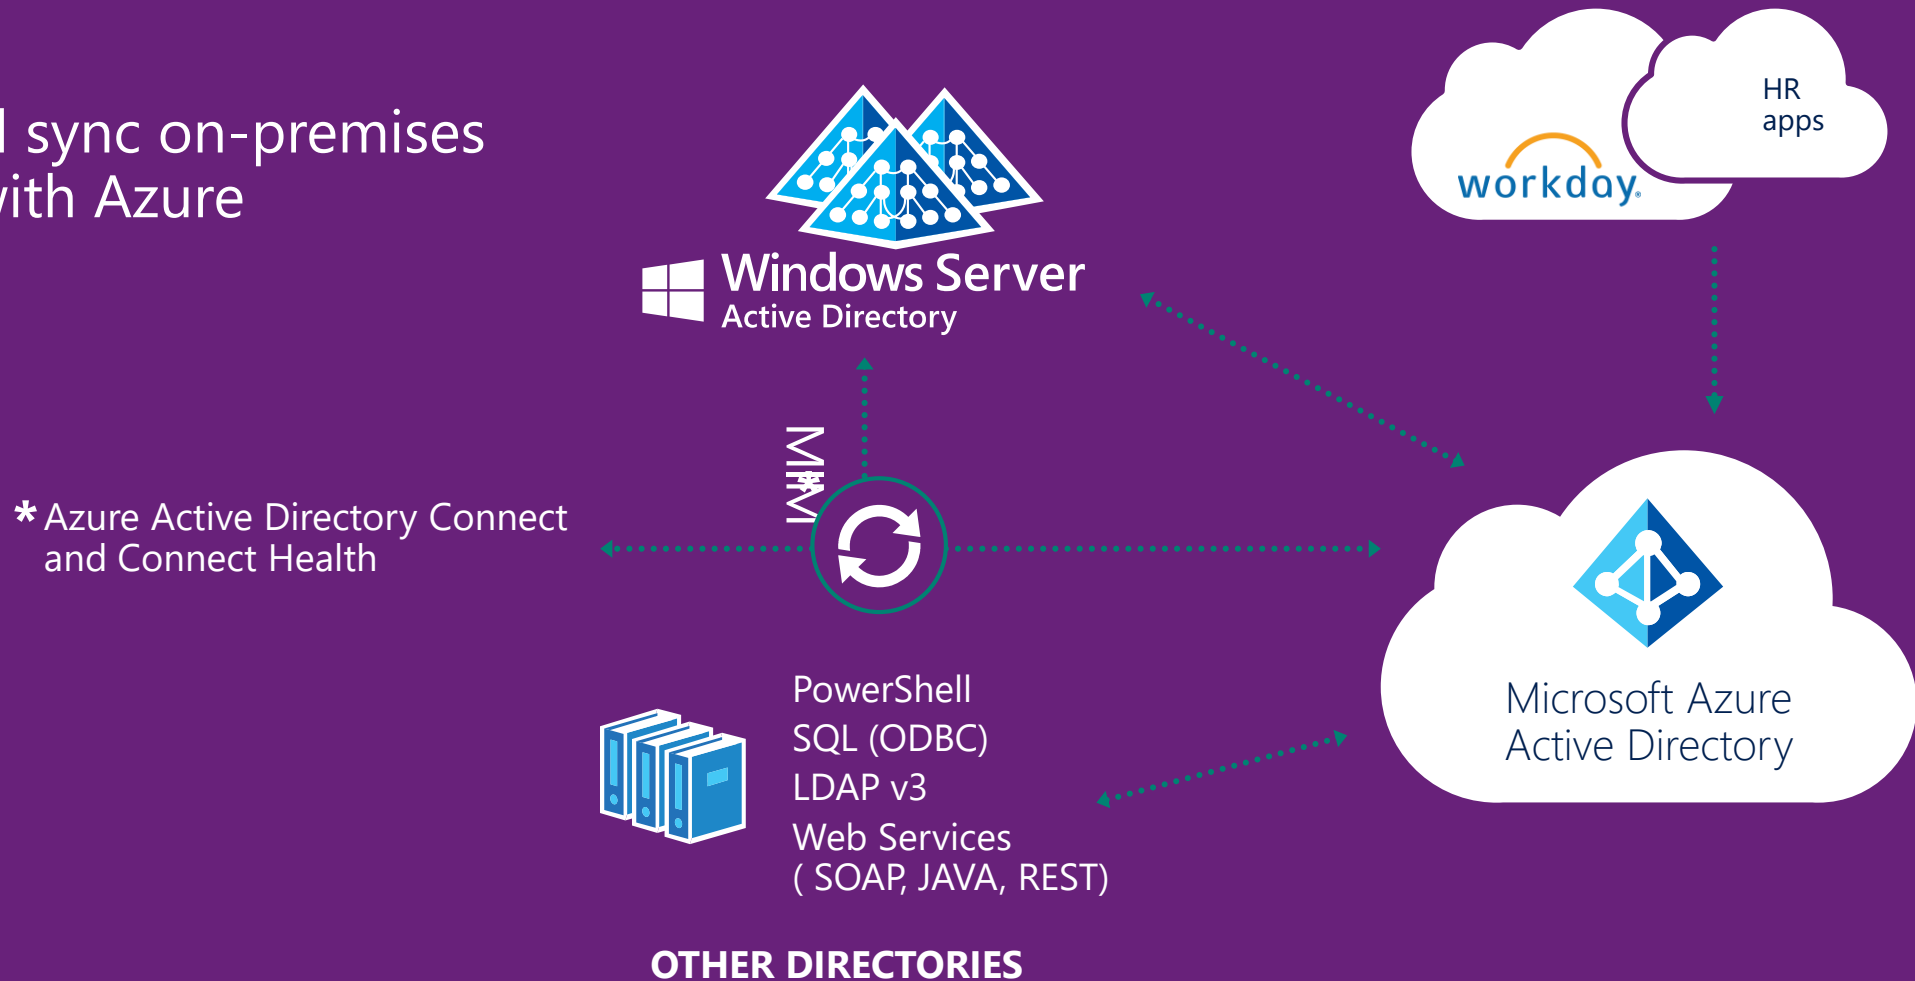 sync on-premises
with Azure
Windows Server
Active Directory
workday.
HR
apps
MIM
*
* Azure Active Directory Connect
and Connect Health
PowerShell
SQL (ODBC)
LDAP v3
Web Services
( SOAP, JAVA, REST)
Microsoft Azure
Active Directory
OTHER DIRECTORIES